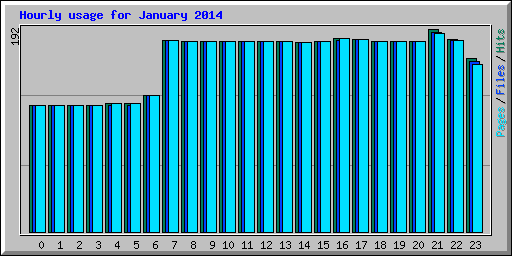 Hourly usage for January 2014
192
Pages/Files/Hits
0 1 2 3 4 5 6 7 8 9 10 11 12 13 14 15 16 17 18 19 20 21 22 23